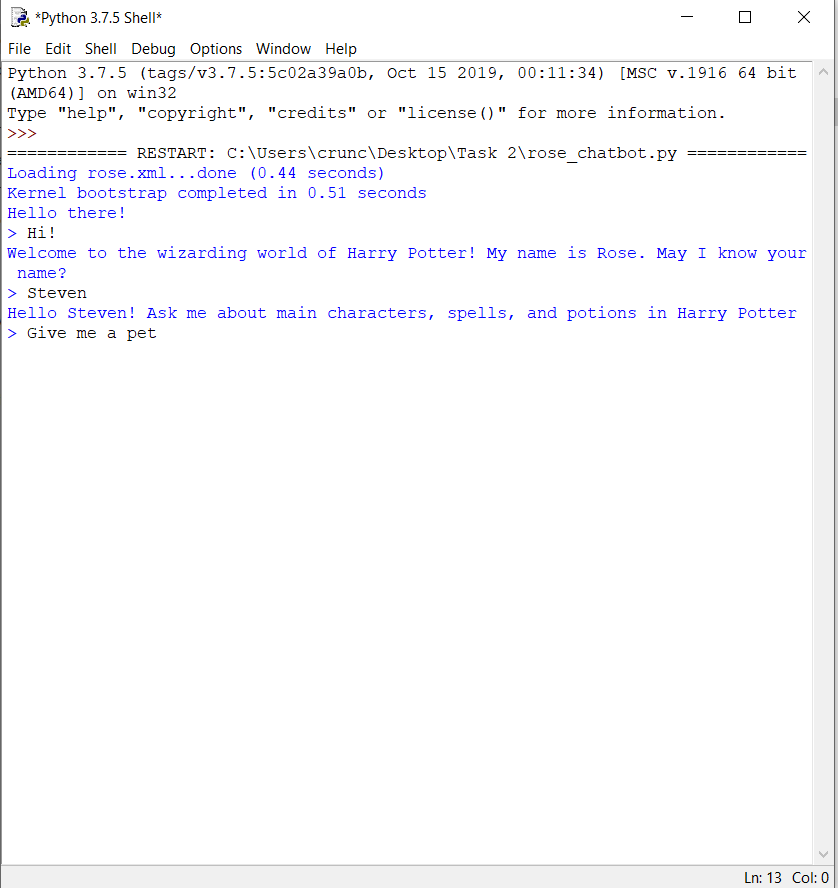 *Python 3.7.5 Shell*
File Edit Shell Debug Options Window Help
Python 3.7.5 (tags/v3.7.5:5c02a39a0b, Oct 15 2019, 00:11:34) [MSC v.1916 64 bit
(AMD64)] on win32
Type "help", "copyright", "credits" or "license()" for more information.
>>>
============ RESTART: C:\Users\crunc\Desktop\Task 2\rose_chatbot.py ============
Loading rose.xml...done (0.44 seconds)
Kernel bootstrap completed in 0.51 seconds
Hello there!
> Hi!
Welcome to the wizarding world of Harry Potter! My name is Rose. May I know your
name?
> Steven
Hello Steven! Ask me about main characters, spells, and potions in Harry Potter
> Give me a pet
Ln: 13 Col: 0